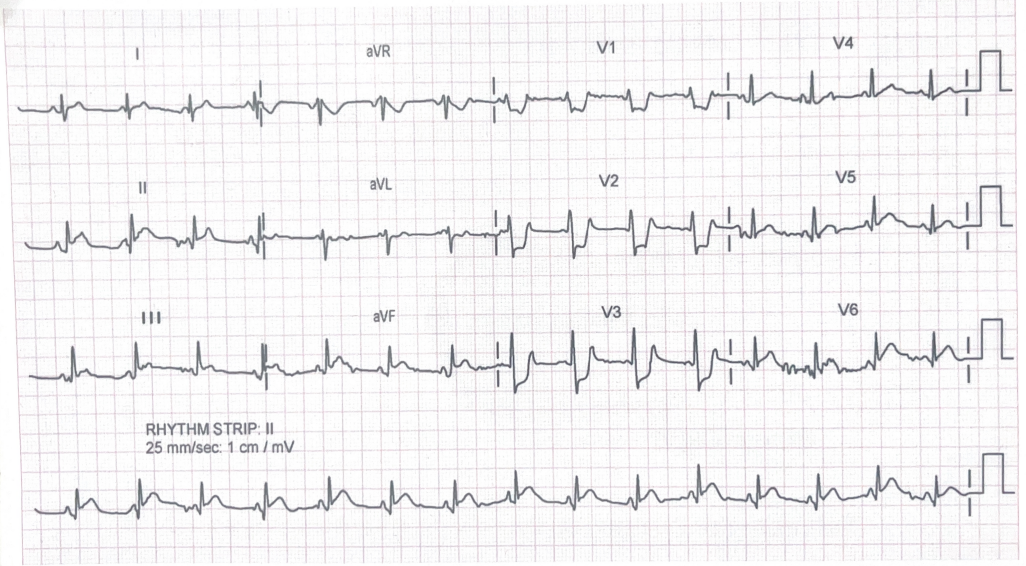 I aVR V1 V4
II aVL V2 V5
III aVF V3 V6
RHYTHM STRIP: II
25 mm/sec: 1 cm / mV